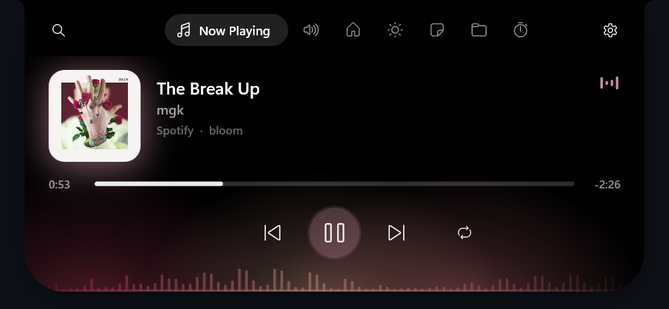 Now Playing
The Break Up
mgk
Spotify · bloom
0:53
-2:26